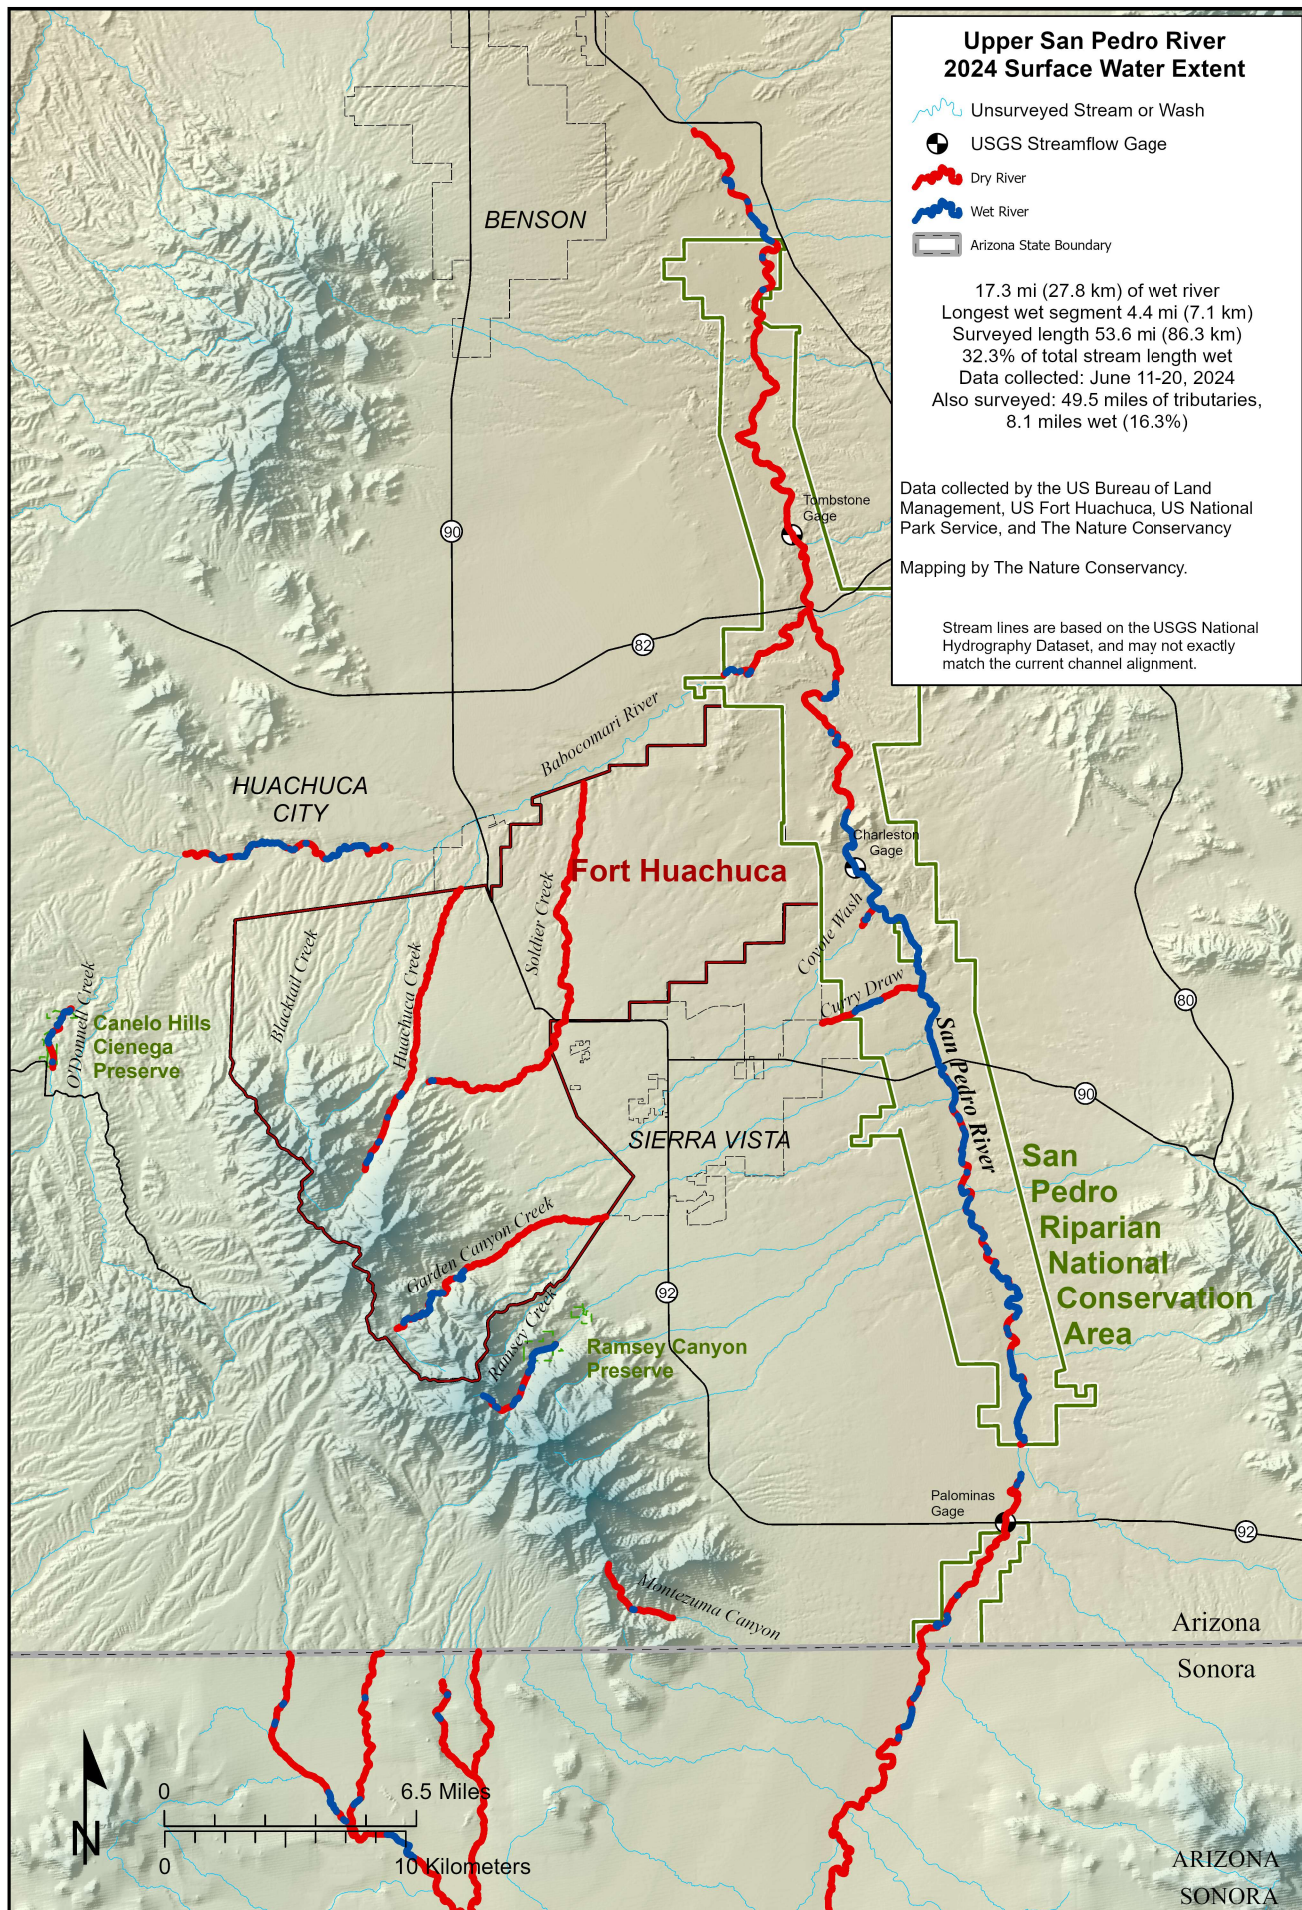 Upper San Pedro River
2024 Surface Water Extent
Unsurveyed Stream or Wash
USGS Streamflow Gage
Dry River
Wet River
Arizona State Boundary
17.3 mi (27.8 km) of wet river
Longest wet segment 4.4 mi (7.1 km)
Surveyed length 53.6 mi (86.3 km)
32.3% of total stream length wet
Data collected: June 11-20, 2024
Also surveyed: 49.5 miles of tributaries,
8.1 miles wet (16.3%)
Data collected by the US Bureau of Land
Management, US Fort Huachuca, US National
Park Service, and The Nature Conservancy
Mapping by The Nature Conservancy.
Stream lines are based on the USGS National
Hydrography Dataset, and may not exactly
match the current channel alignment.
BENSON
Tombstone
Gage
90
82
Babocomari River
HUACHUCA
CITY
Charleston
Gage
Fort Huachuca
Soldier Creek
Coyote Wash
Blacktail Creek
Huachuca Creek
O'Donnell Creek
Curry Draw
80
Canelo Hills
Cienega
Preserve
San Pedro River
90
SIERRA VISTA
San
Pedro
Riparian
National
Conservation
Area
Garden Canyon Creek
92
Ramsey Creek
Ramsey Canyon
Preserve
Palominas
Gage
92
Montezuma Canyon
Arizona
Sonora
N
0
6.5 Miles
0
10 Kilometers
ARIZONA
SONORA